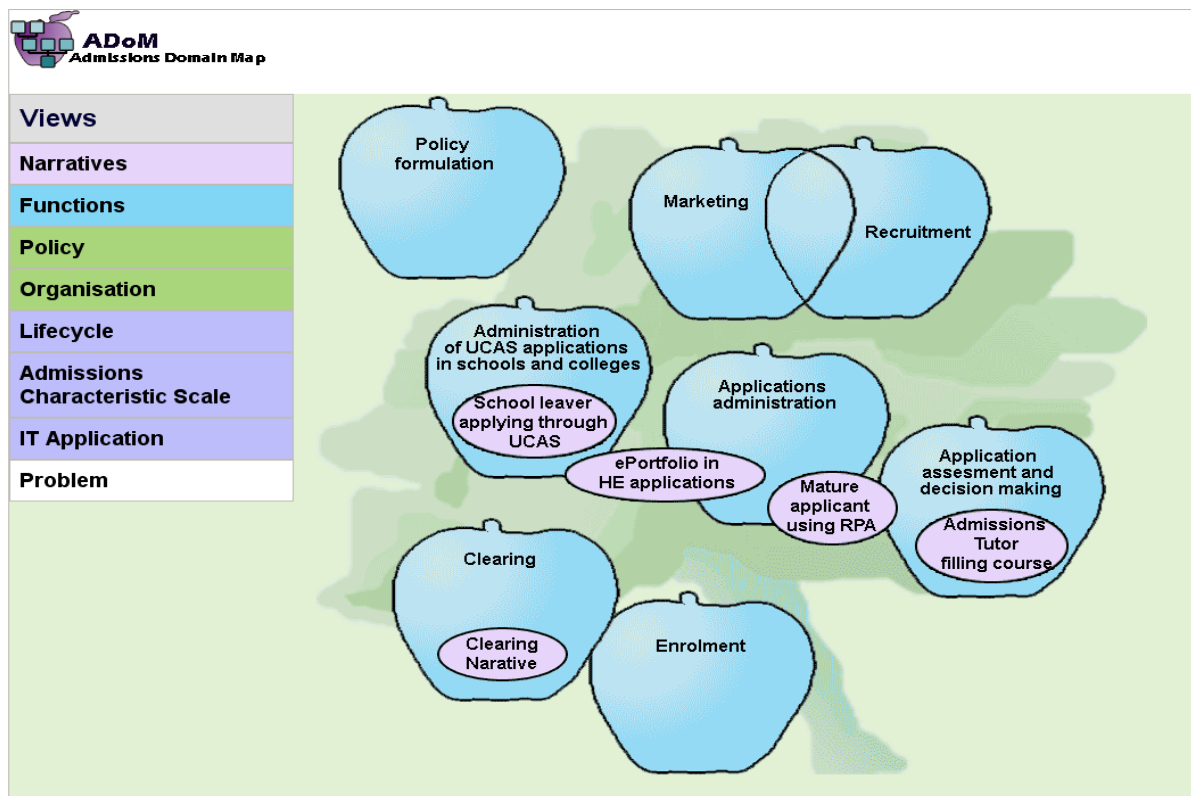 ADoM
Admissions Domain Map
Views
Narratives
Functions
Policy
Organisation
Lifecycle
Admissions
Characteristic Scale
IT Application
Problem
Policy
formulation
Marketing
Recruitment
Administration
of UCAS applications
in schools and colleges
School leaver
applying through
UCAS
Applications
administration
ePortfolio in
HE applications
Mature
applicant
using RPA
Application
assesment and
decision making
Admissions
Tutor
filling course
Clearing
Clearing
Narative
Enrolment